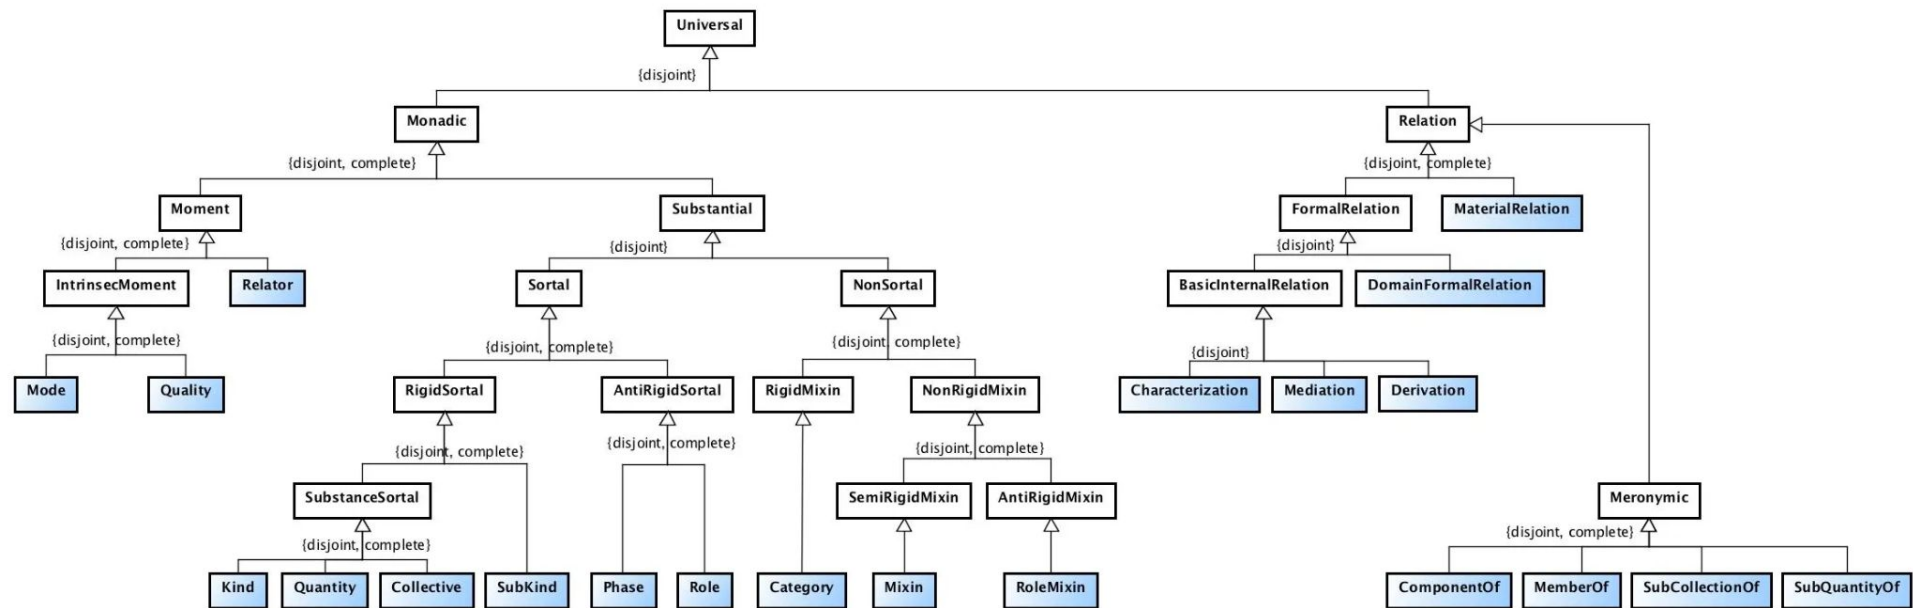 Universal
{disjoint}
Monadic
Relation
{disjoint, complete}
{disjoint, complete}
Moment
Substantial
FormalRelation
MaterialRelation
{disjoint, complete}
{disjoint}
{disjoint}
IntrinsecMoment
Relator
Sortal
NonSortal
BasicInternalRelation
DomainFormalRelation
{disjoint, complete}
{disjoint, complete}
{disjoint, complete}
{disjoint}
Mode
Quality
RigidSortal
AntiRigidSortal
RigidMixin
NonRigidMixin
Characterization
Mediation
Derivation
{disjoint, complete}
{disjoint, complete}
{disjoint, complete}
SubstanceSortal
SemiRigidMixin
AntiRigidMixin
Meronymic
{disjoint, complete}
{disjoint, complete}
Kind
Quantity
Collective
SubKind
Phase
Role
Category
Mixin
RoleMixin
ComponentOf
MemberOf
SubCollectionOf
SubQuantityOf